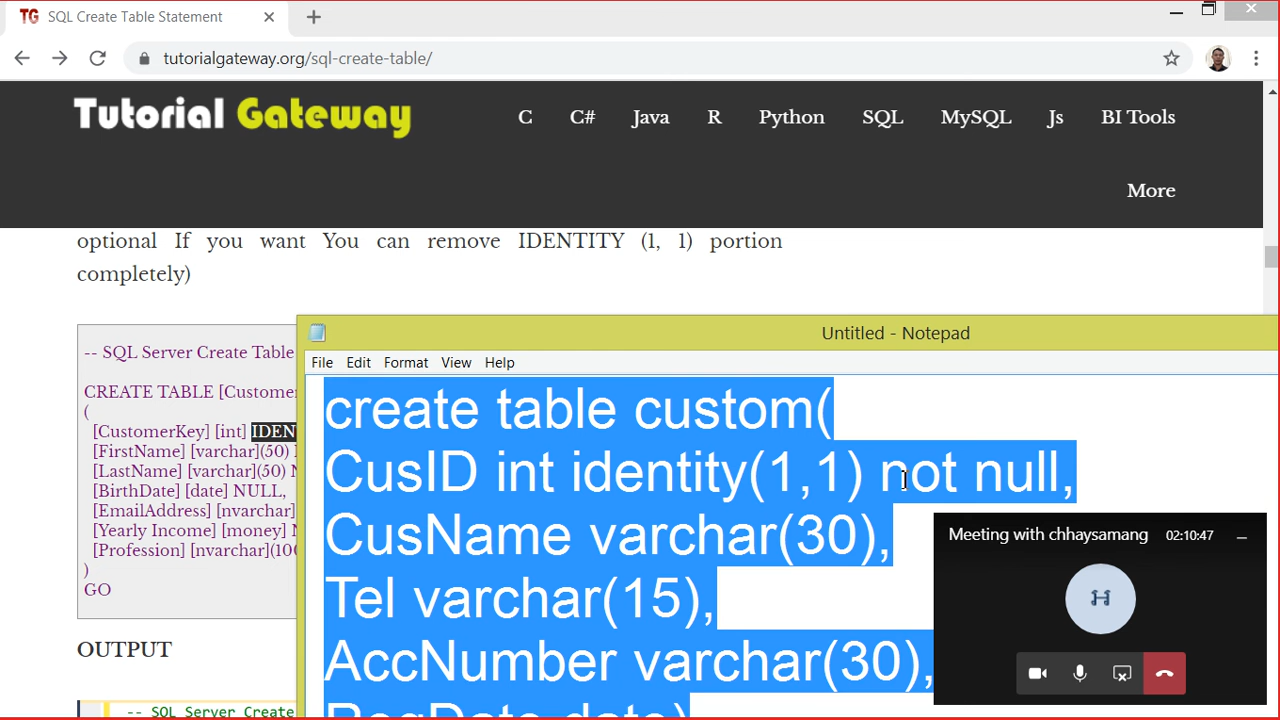 SQL Create Table Statement
tutorialgateway.org/sql-create-table/
Tutorial Gateway
C C# Java R Python SQL MySQL Js BI Tools
More
optional If you want You can remove IDENTITY (1, 1) portion
completely)
-- SQL Server Create Table
CREATE TABLE [Custome
(
[CustomerKey] [int] IDEN
[FirstName] [varchar](50)
[LastName] [varchar](50) N
[BirthDate] [date] NULL,
[EmailAddress] [nvarchar]
[Yearly Income] [money] N
[Profession] [nvarchar](10
)
GO
OUTPUT
-- SQL Server Create
Untitled - Notepad
File Edit Format View Help
create table custom(
CusID int identity(1,1) not null,
CusName varchar(30),
Tel varchar(15),
AccNumber varchar(30),
RegDate date)
Meeting with chhaysamang 02:10:47